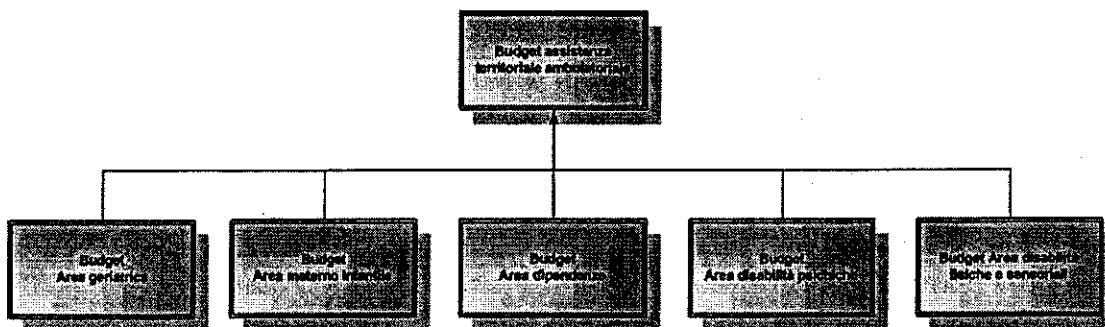 Budget assistenza
territoriale ambulatoriale
Budget
Area geriatrica
Budget
Area materno infantile
Budget
Area dipendenze
Budget
Area disabilità psichiche
Budget Area disabilità
fisiche e sensoriali